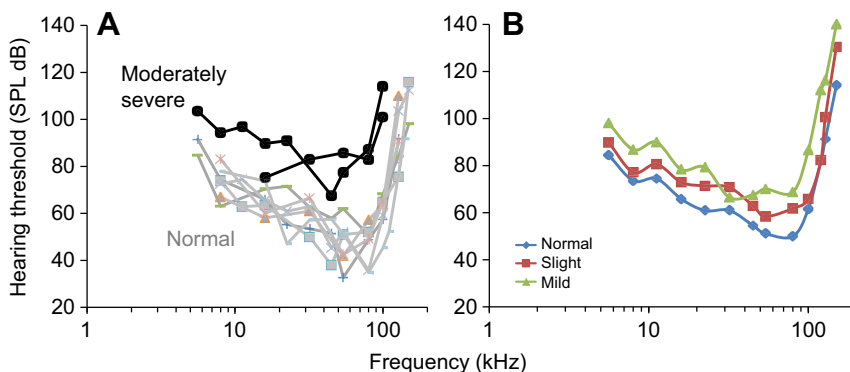 A
B
Hearing threshold (SPL dB)
140
120
100
80
60
40
20
Moderately
severe
Normal
1
10
100
140
120
100
80
60
40
20
Normal
Slight
Mild
1
10
100
Frequency (kHz)